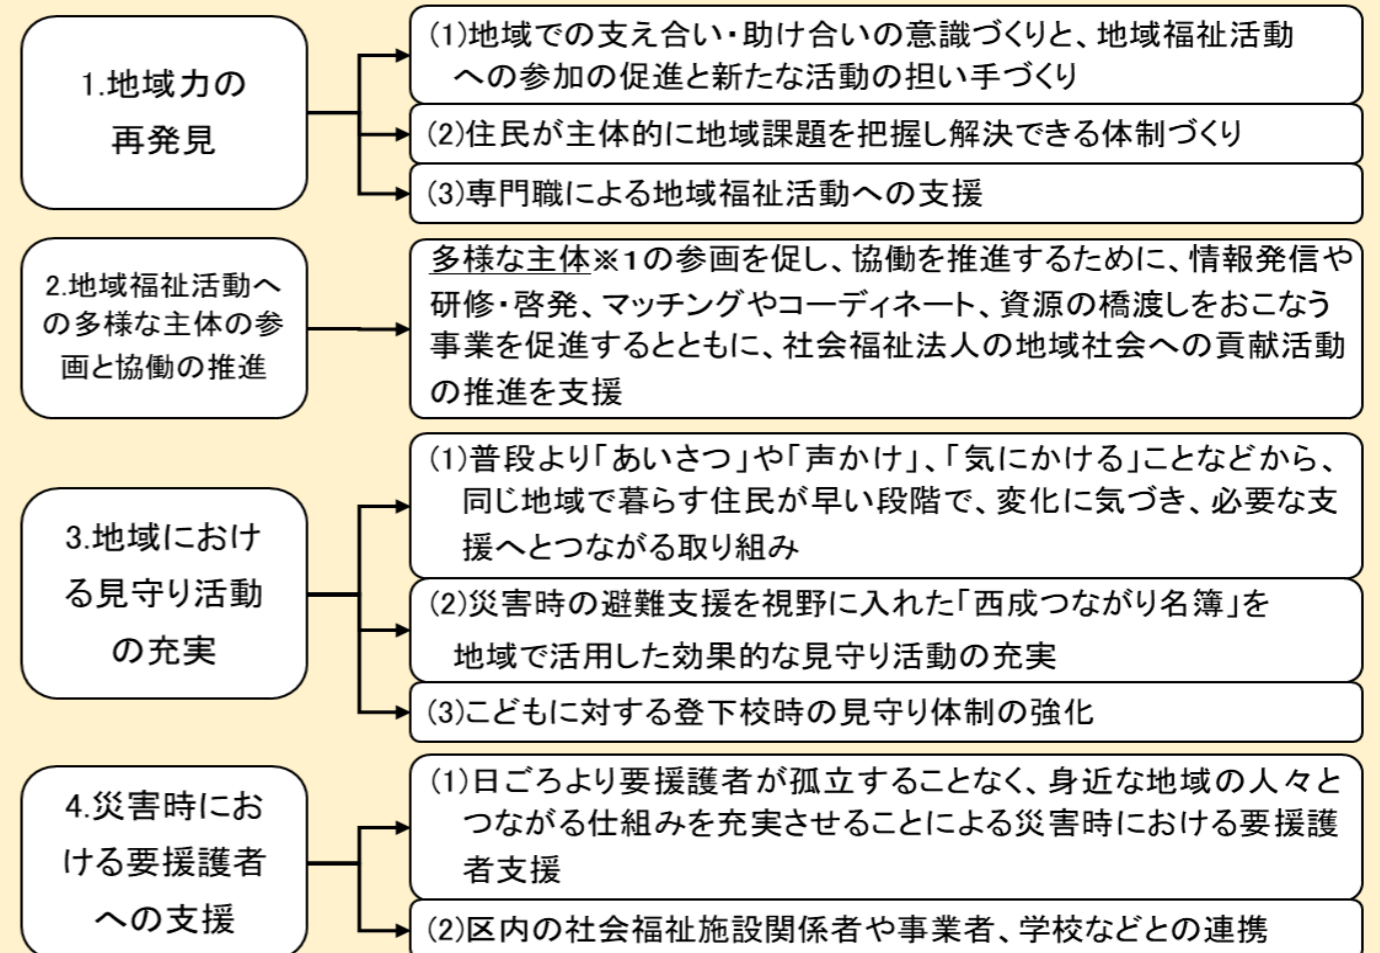 1.地域力の
再発見
(1)地域での支え合い・助け合いの意識づくりと、地域福祉活動
への参加の促進と新たな活動の担い手づくり
(2)住民が主体的に地域課題を把握し解決できる体制づくり
(3)専門職による地域福祉活動への支援
2.地域福祉活動へ
の多様な主体の参
画と協働の推進
多様な主体※1の参画を促し、協働を推進するために、情報発信や
研修・啓発、マッチングやコーディネート、資源の橋渡しをおこなう
事業を促進するとともに、社会福祉法人の地域社会への貢献活動
の推進を支援
3.地域におけ
る見守り活動
の充実
(1)普段より「あいさつ」や「声かけ」、「気にかける」ことなどから、
同じ地域で暮らす住民が早い段階で、変化に気づき、必要な支
援へとつながる取り組み
(2)災害時の避難支援を視野に入れた「西成つながり名簿」を
地域で活用した効果的な見守り活動の充実
(3)こどもに対する登下校時の見守り体制の強化
4.災害時にお
ける要援護者
への支援
(1)日ごろより要援護者が孤立することなく、身近な地域の人々と
つながる仕組みを充実させることによる災害時における要援護
者支援
(2)区内の社会福祉施設関係者や事業者、学校などとの連携